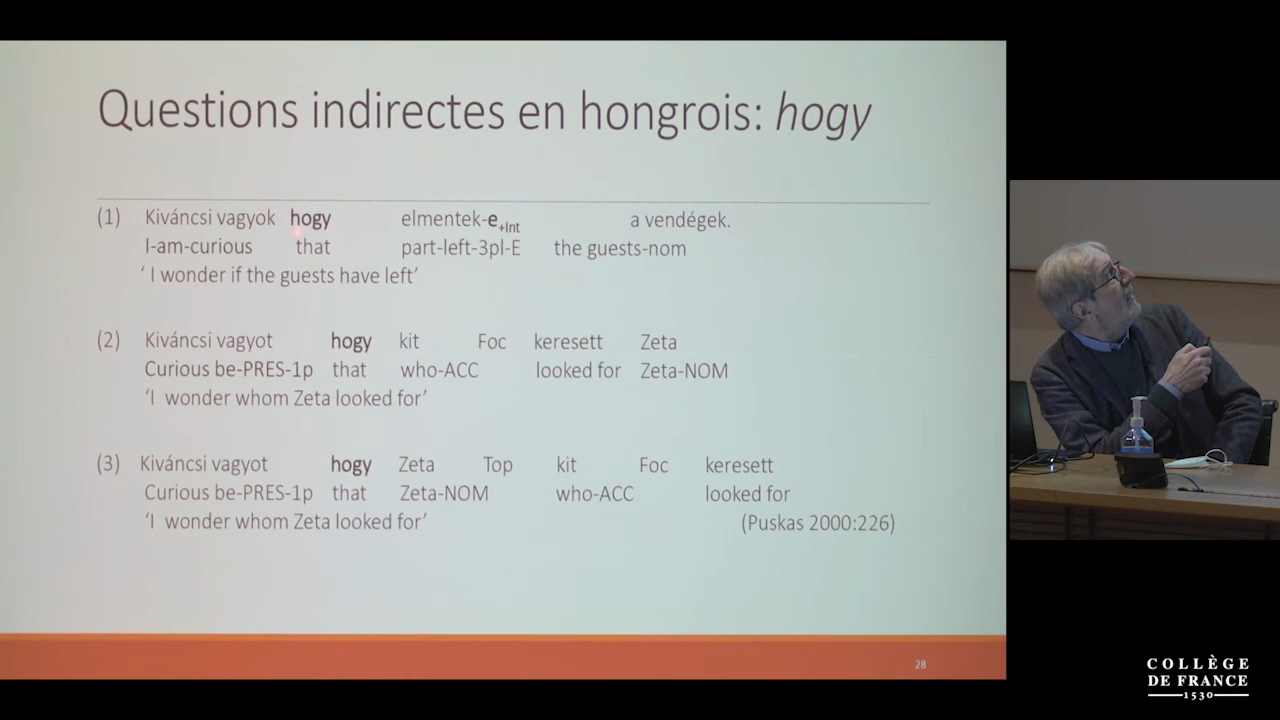 Questions indirectes en hongrois: hogy
(1) Kiváncsi vagyok hogy elmentek-e+Int a vendégek.
I-am-curious that part-left-3pl-E the guests-nom
‘ I wonder if the guests have left’
(2) Kiváncsi vagyot hogy kit Foc keresett Zeta
Curious be-PRES-1p that who-ACC looked for Zeta-NOM
‘I wonder whom Zeta looked for’
(3) Kiváncsi vagyot hogy Zeta Top kit Foc keresett
Curious be-PRES-1p that Zeta-NOM who-ACC looked for
‘I wonder whom Zeta looked for’ (Puskas 2000:226)
28
COLLÈGE
DE FRANCE
1530